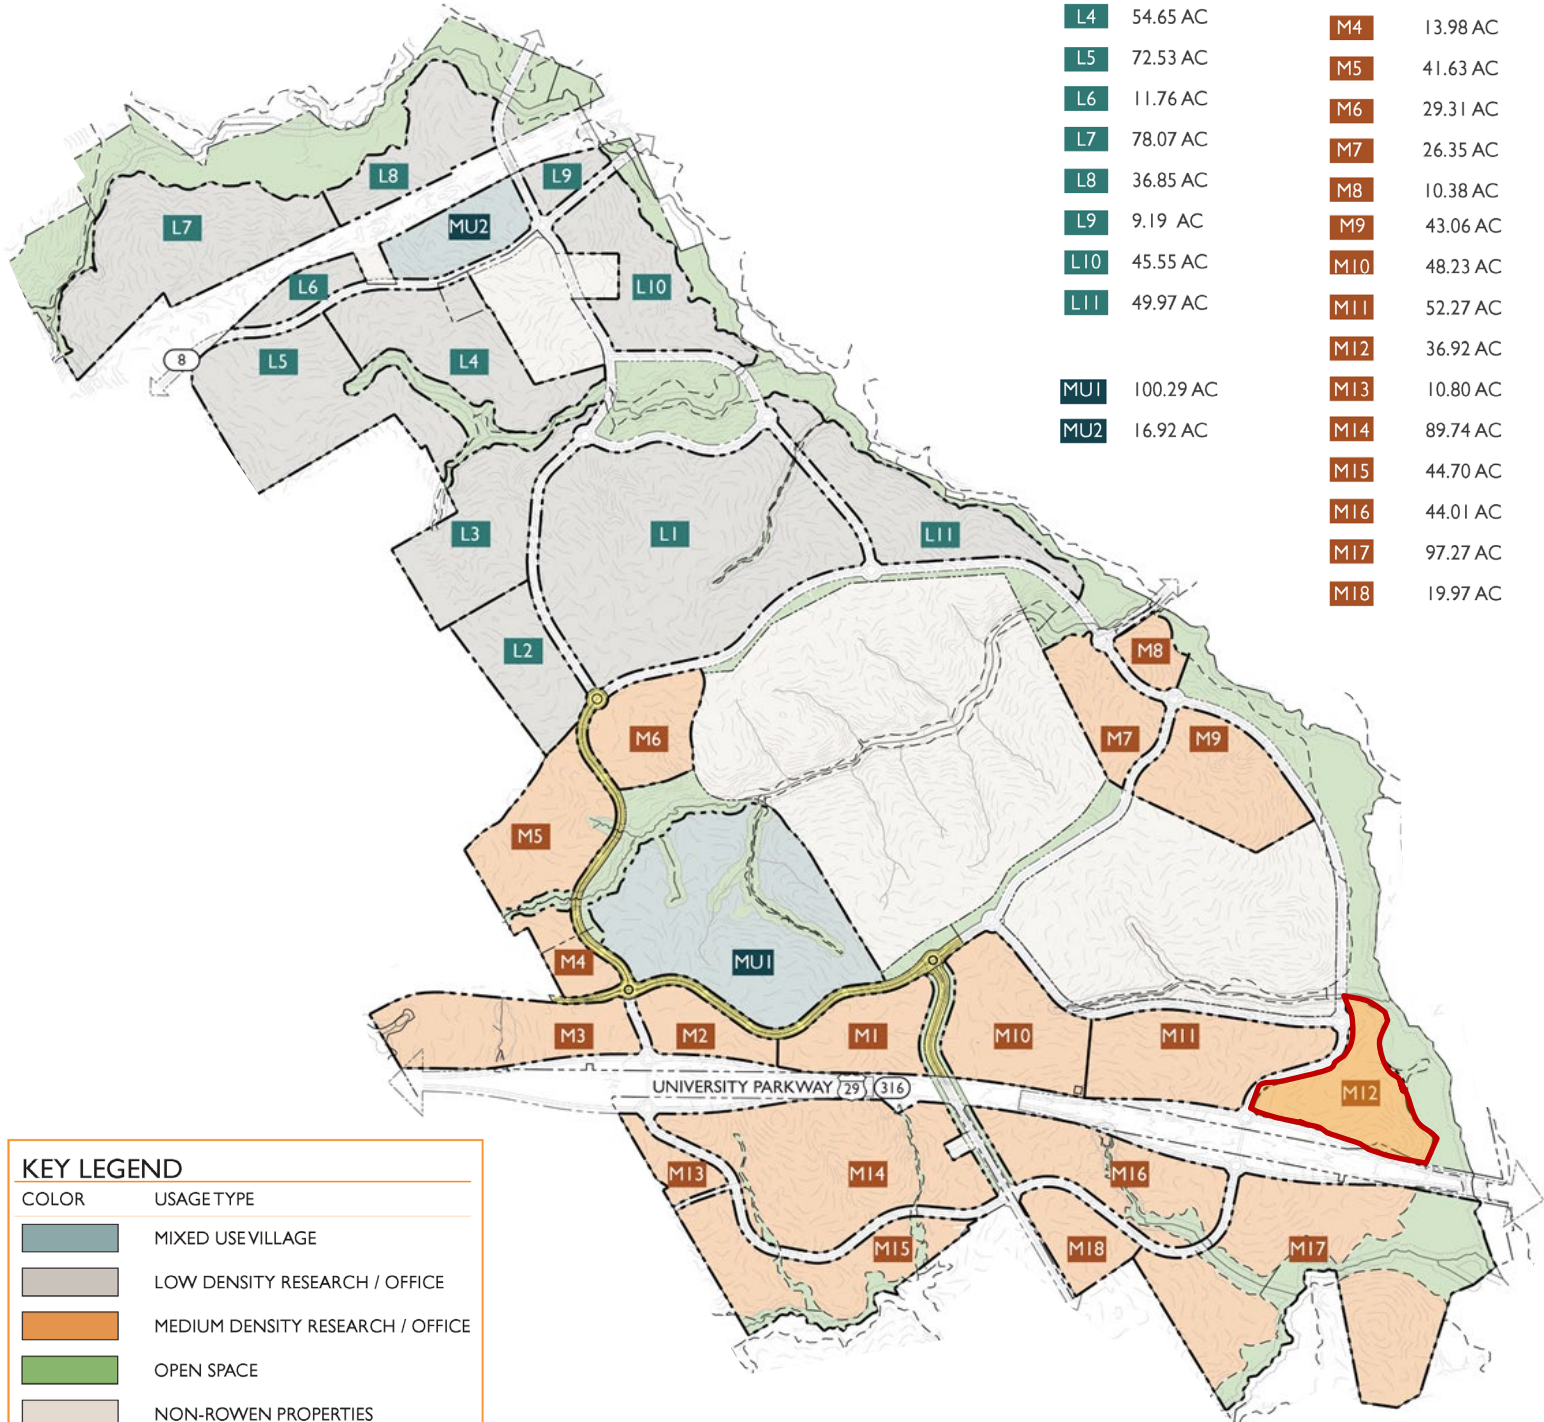 L4 54.65 AC
L5 72.53 AC
L6 11.76 AC
L7 78.07 AC
L8 36.85 AC
L9 9.19 AC
L10 45.55 AC
L11 49.97 AC
MU1 100.29 AC
MU2 16.92 AC
M4 13.98 AC
M5 41.63 AC
M6 29.31 AC
M7 26.35 AC
M8 10.38 AC
M9 43.06 AC
M10 48.23 AC
M11 52.27 AC
M12 36.92 AC
M13 10.80 AC
M14 89.74 AC
M15 44.70 AC
M16 44.01 AC
M17 97.27 AC
M18 19.97 AC
L8
L9
L7
MU2
L6
L10
8
L5
L4
L3
L1
L11
L2
M8
M6
M7
M9
M5
M4
MU1
M3
M2
M1
M10
M11
UNIVERSITY PARKWAY 29 316
M12
M13
M14
M16
M15
M18
M17
KEY LEGEND
COLOR USAGE TYPE
MIXED USE VILLAGE
LOW DENSITY RESEARCH / OFFICE
MEDIUM DENSITY RESEARCH / OFFICE
OPEN SPACE
NON-ROWEN PROPERTIES